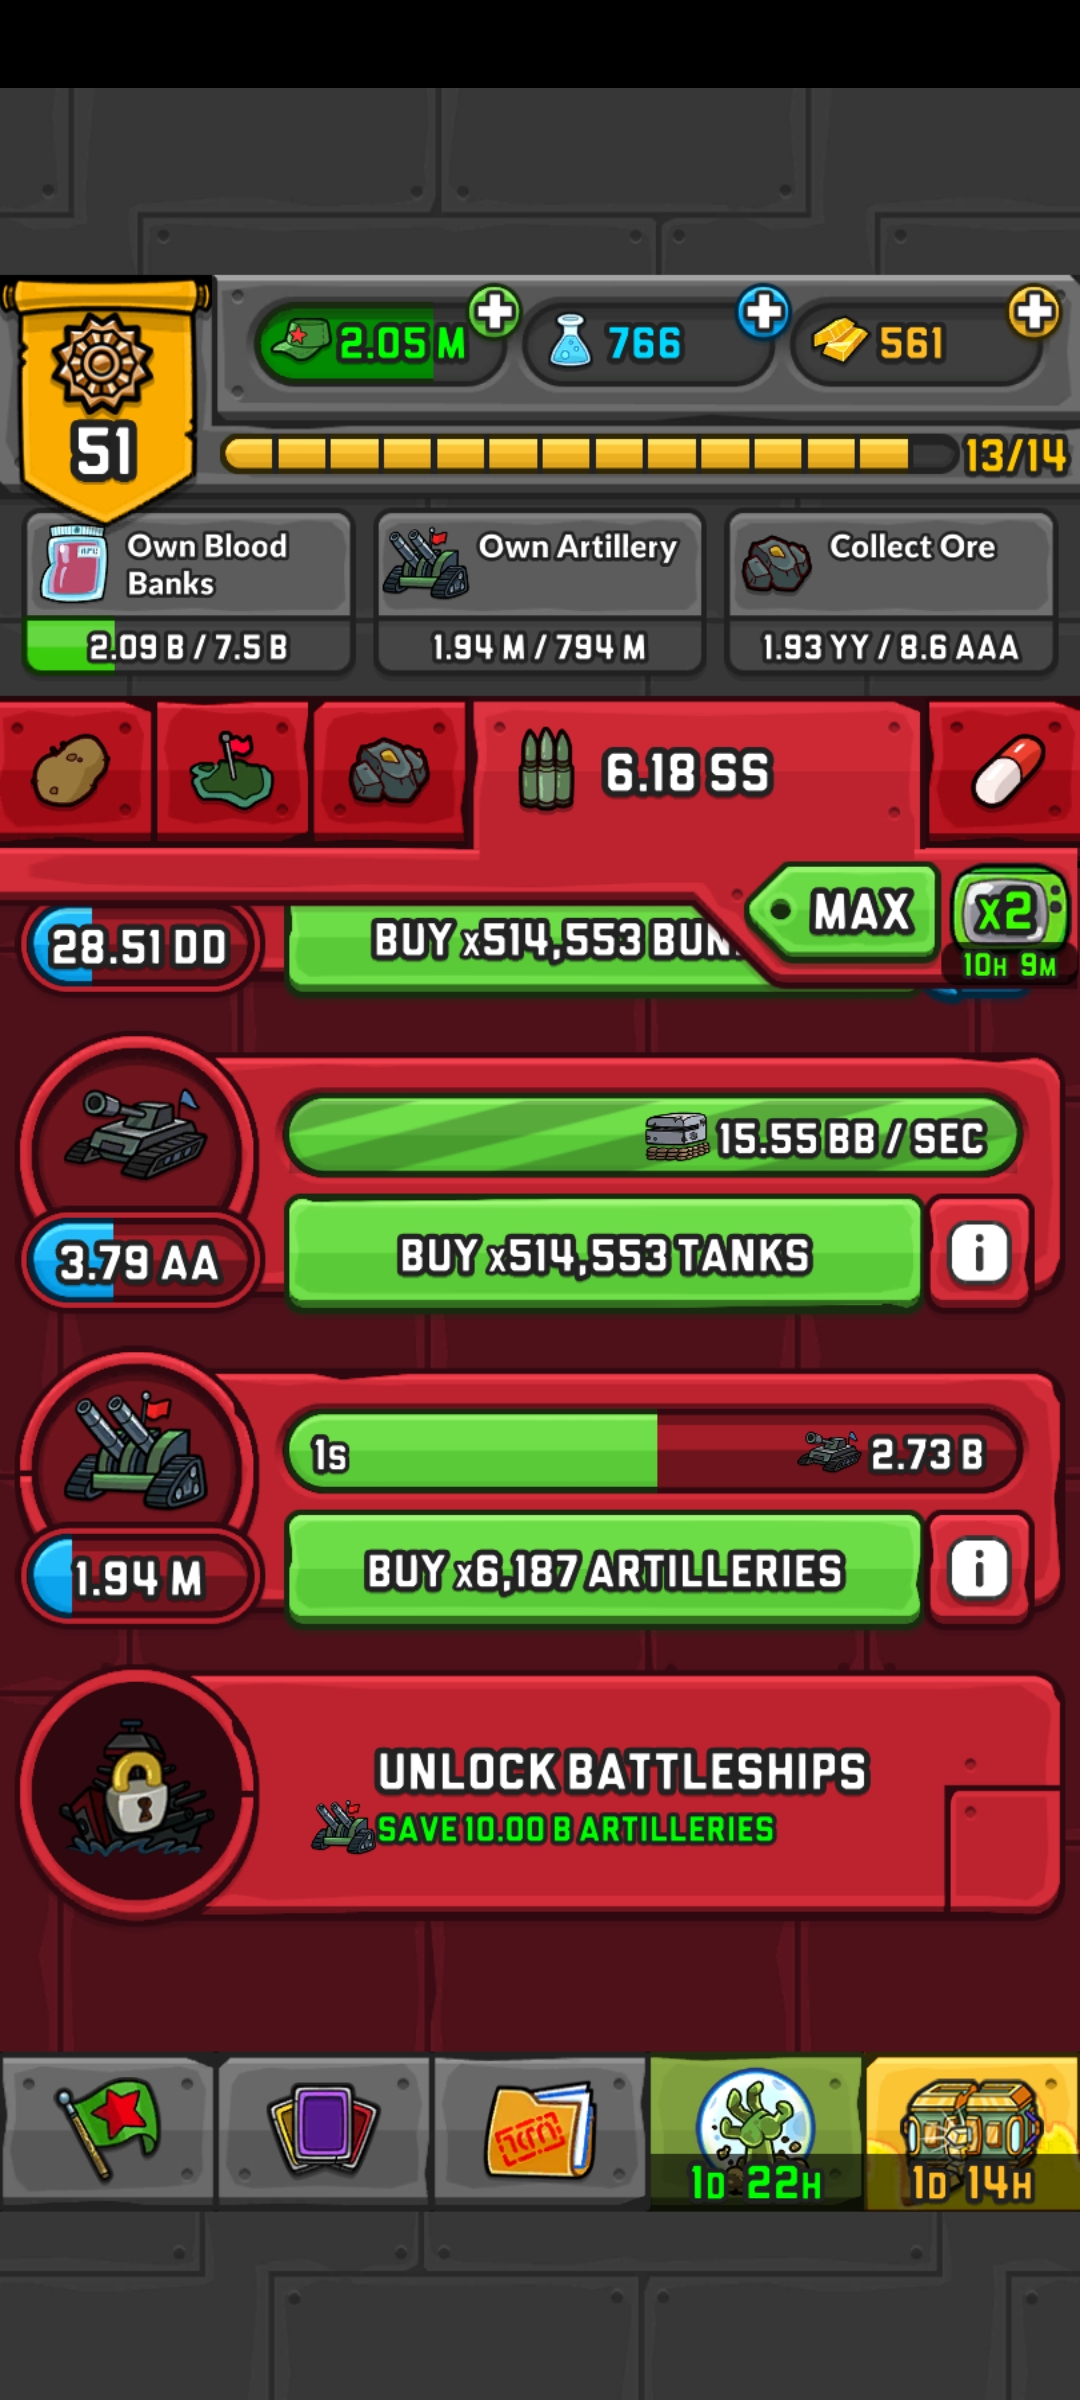 2.05 M
766
561
51
13/14
Own Blood
Banks
Own Artillery
Collect Ore
2.09 B / 7.5 B
1.94 M / 794 M
1.93 YY / 8.6 AAA
6.18 SS
MAX
x2
10H 9M
28.51 DD
BUY x514,553 BUN
15.55 BB / SEC
3.79 AA
BUY x514,553 TANKS
i
1s
2.73 B
1.94 M
BUY x6,187 ARTILLERIES
i
UNLOCK BATTLESHIPS
SAVE 10.00 B ARTILLERIES
1D 22H
1D 14H